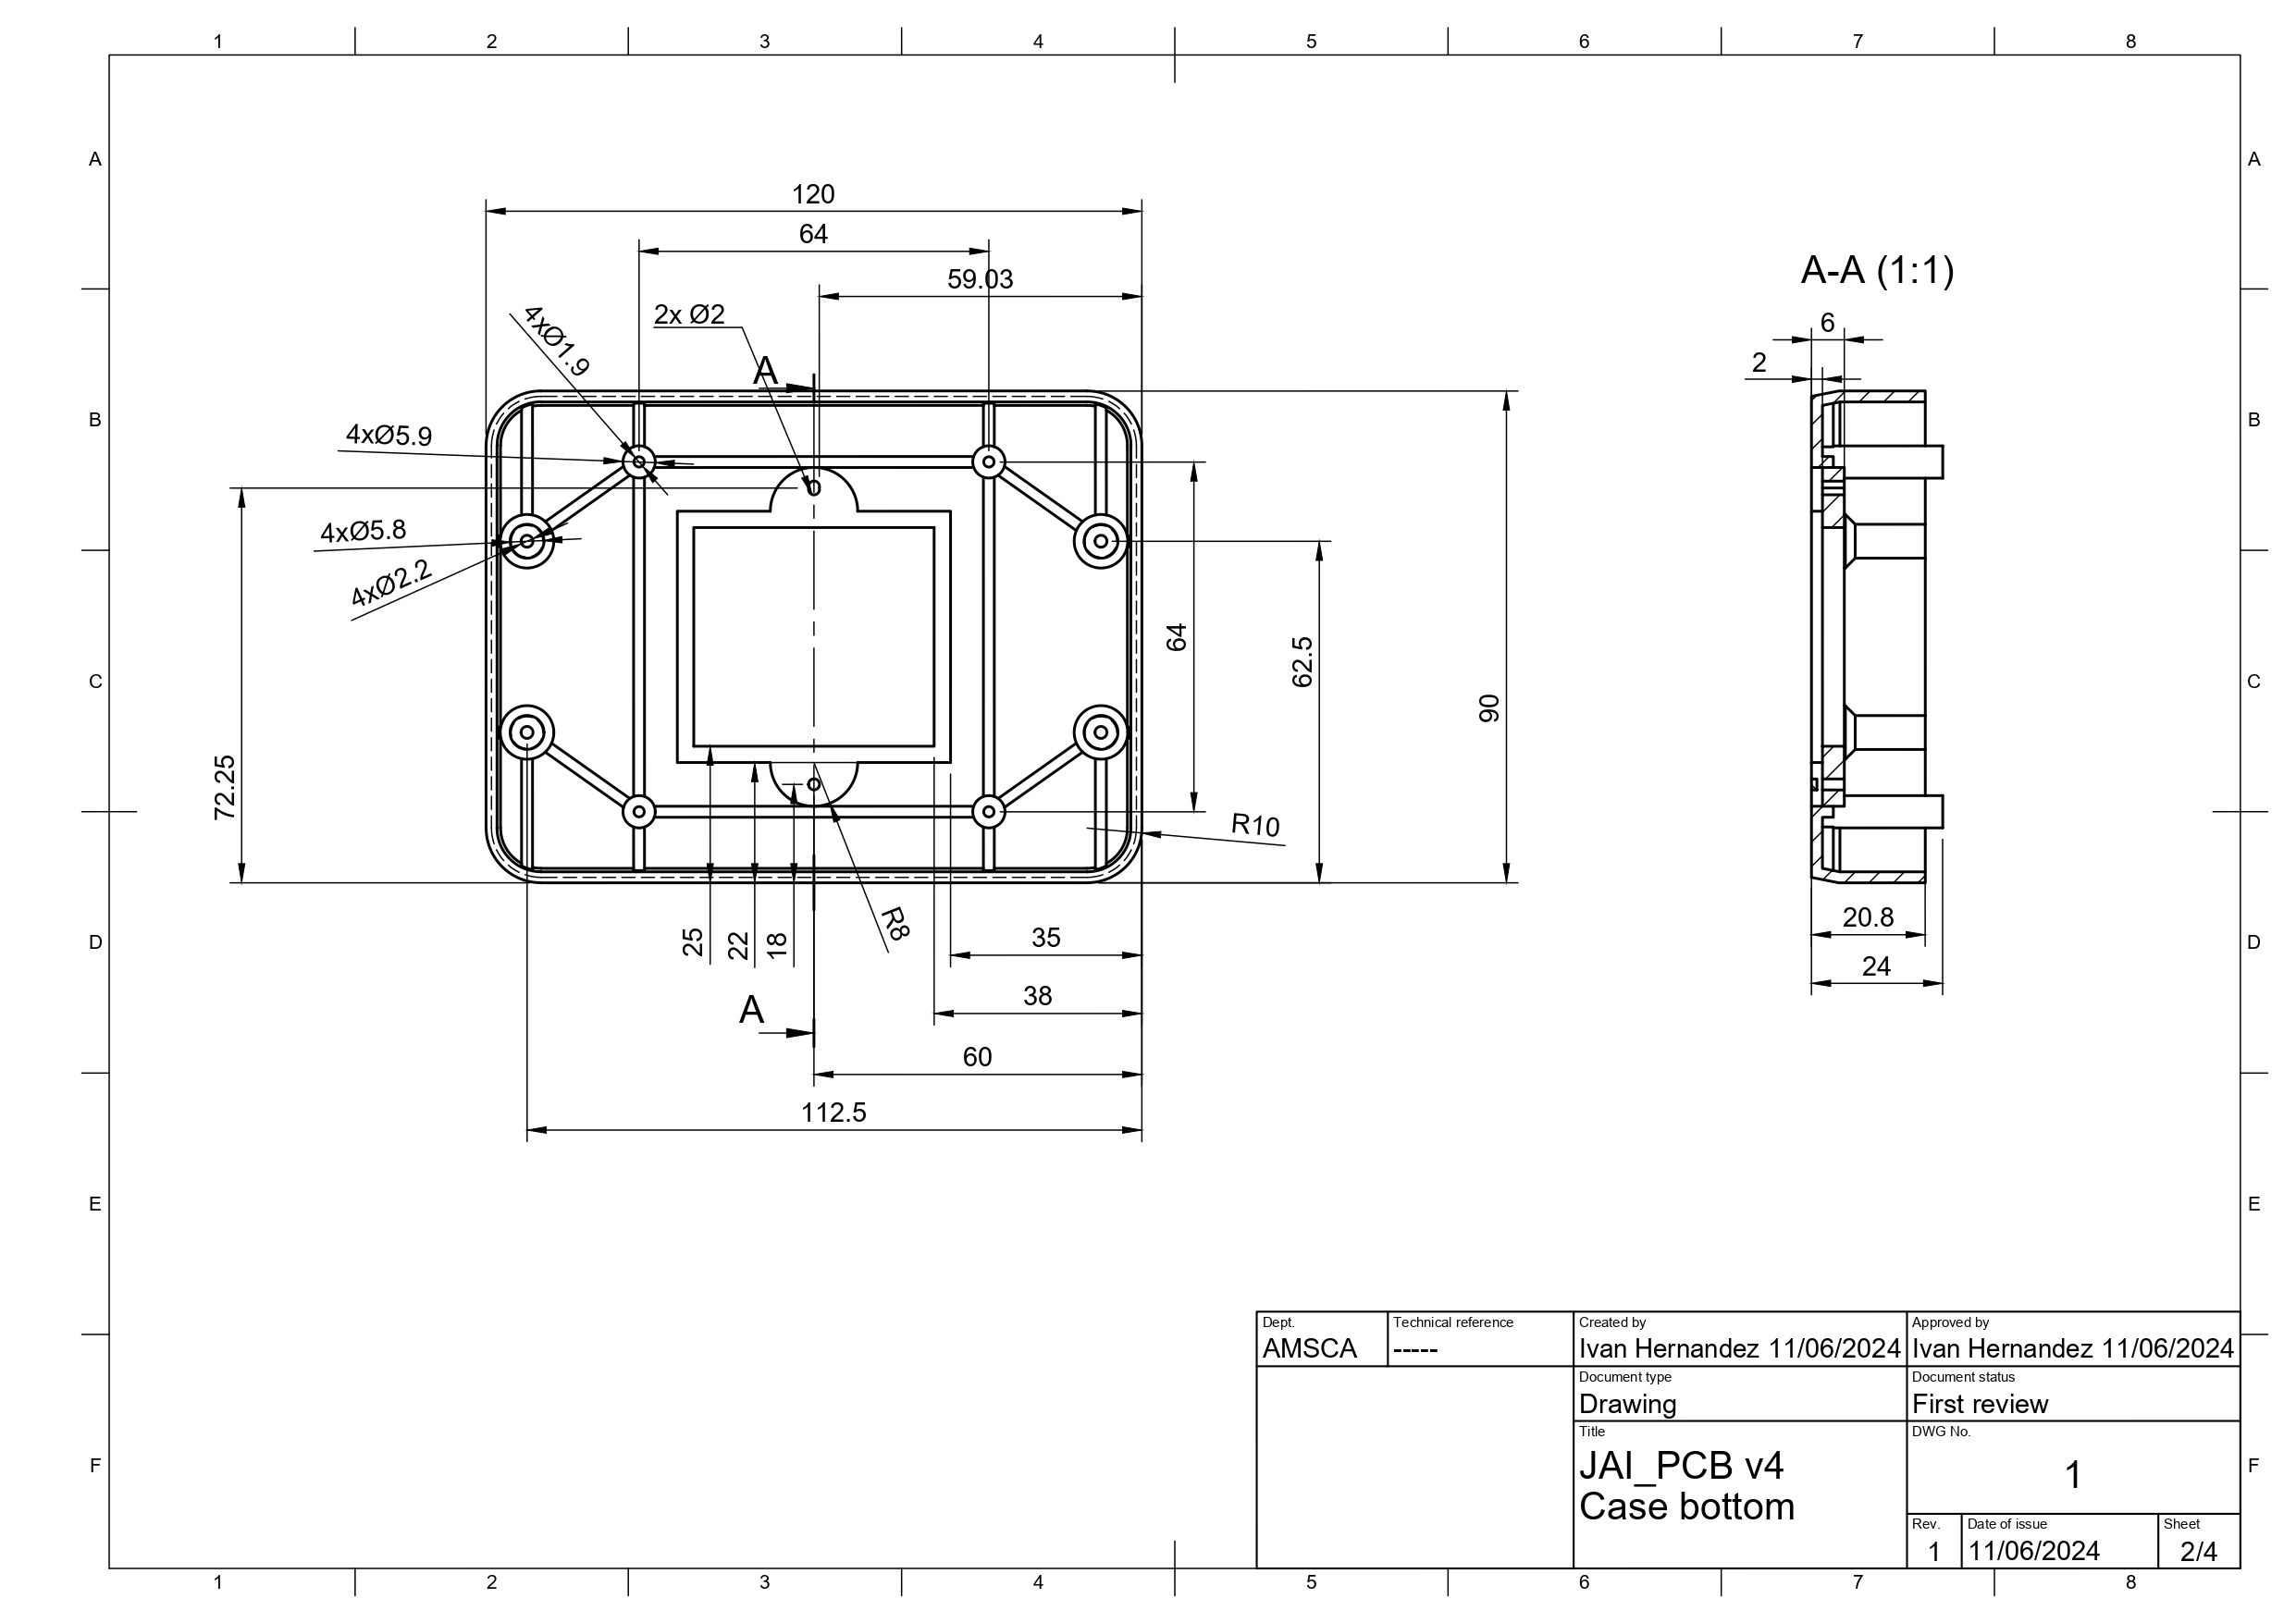 1 2 3 4 5 6 7 8
A A
B B
C C
D D
E E
F F
120
64
59.03
2x Ø2
4xØ1.9
A
4xØ5.9
4xØ5.8
4xØ2.2
72.25
64
62.5
90
R10
R8
25
22
18
35
38
A
60
112.5
A-A (1:1)
6
2
20.8
24
Dept.
AMSCA
Technical reference
-----
Created by
Ivan Hernandez 11/06/2024
Approved by
Ivan Hernandez 11/06/2024
Document type
Drawing
Document status
First review
Title
JAI_PCB v4
Case bottom
DWG No.
1
Rev.
1
Date of issue
11/06/2024
Sheet
2/4
1 2 3 4 5 6 7 8